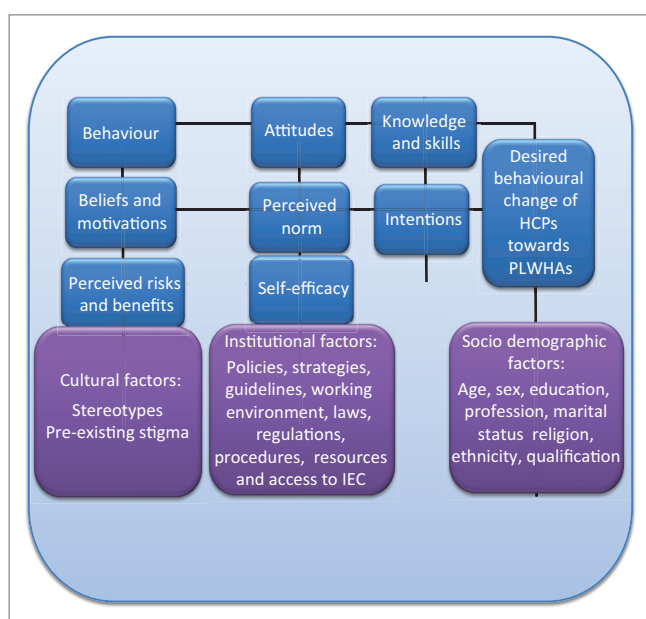 Behaviour
Attitudes
Knowledge
and skills
Desired
behavioural
change of
HCPs
towards
PLWHAs
Beliefs and
motivations
Perceived
norm
Intentions
Perceived risks
and benefits
Self-efficacy
Cultural factors:
Stereotypes
Pre-existing stigma
Institutional factors:
Policies, strategies,
guidelines, working
environment, laws,
regulations,
procedures, resources
and access to IEC
Socio demographic
factors:
Age, sex, education,
profession, marital
status religion,
ethnicity, qualification